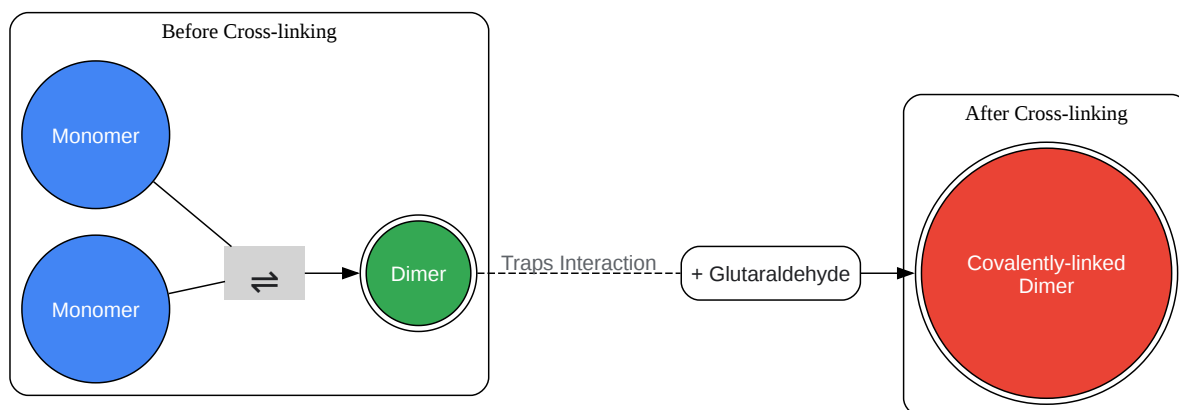 Before Cross-linking
Monomer
Monomer
⇌
Dimer
Traps Interaction
+ Glutaraldehyde
After Cross-linking
Covalently-linked
Dimer